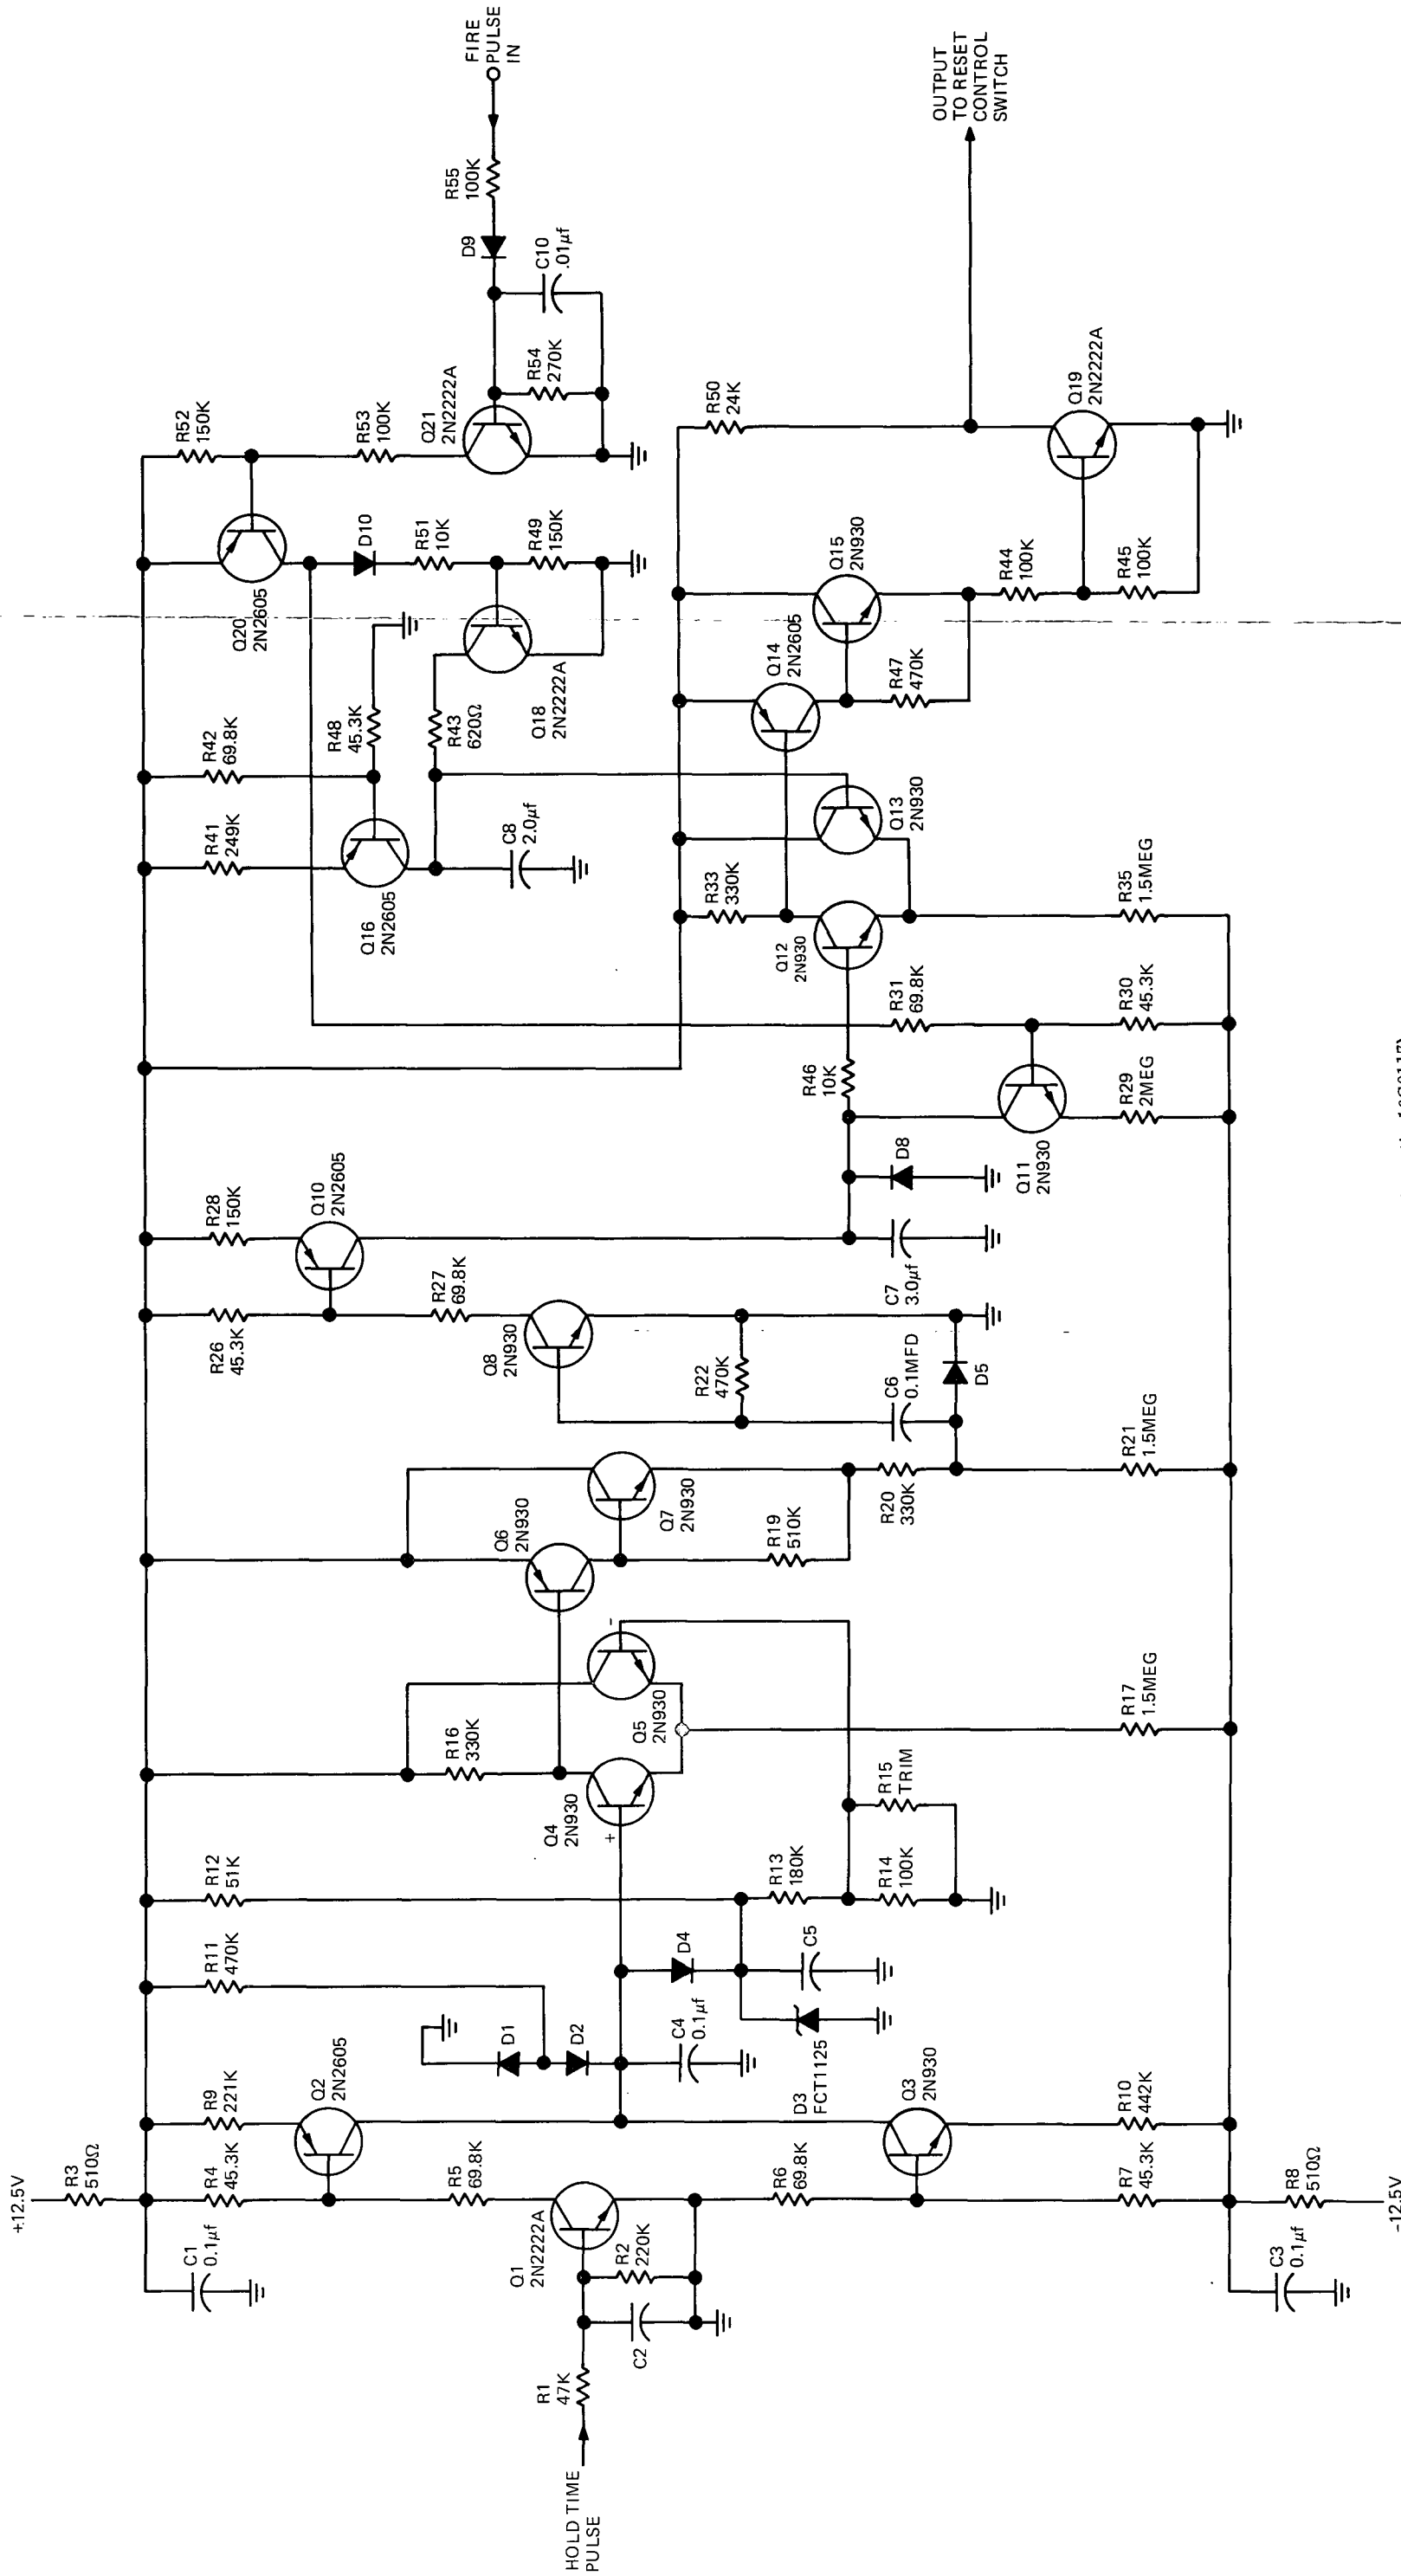 +12.5V
R3
510Ω
C1
0.1μf
R4
45.3K
R9
221K
Q2
2N2605
R5
69.8K
Q1
2N2222A
R1
47K
HOLD TIME
PULSE
C2
R2
220K
R6
69.8K
Q3
2N930
R7
45.3K
R10
442K
R8
510Ω
-12.5V
C3
0.1μf
R11
470K
R12
51K
D1
D2
C4
0.1μf
D3
FCT1125
D4
C5
R13
180K
R14
100K
R15
TRIM
+
Q4
2N930
R16
330K
Q5
2N930
-
R17
1.5MEG
Q6
2N930
Q7
2N930
R19
510K
R20
330K
R21
1.5MEG
C6
0.1MFD
D5
R22
470K
Q8
2N930
R26
45.3K
R27
69.8K
R28
150K
Q10
2N2605
C7
3.0μf
D8
R46
10K
Q11
2N930
R29
2MEG
R30
45.3K
R31
69.8K
R35
1.5MEG
Q12
2N930
R33
330K
Q13
2N930
Q14
2N2605
R47
470K
Q15
2N930
R44
100K
R45
100K
Q19
2N2222A
R50
24K
OUTPUT
TO RESET
CONTROL
SWITCH
R41
249K
R42
69.8K
Q16
2N2605
R48
45.3K
C8
2.0μf
R43
620Ω
Q18
2N2222A
R49
150K
R51
10K
D10
Q20
2N2605
R52
150K
R53
100K
Q21
2N2222A
R54
270K
C10
.01μf
D9
R55
100K
FIRE
PULSE
IN